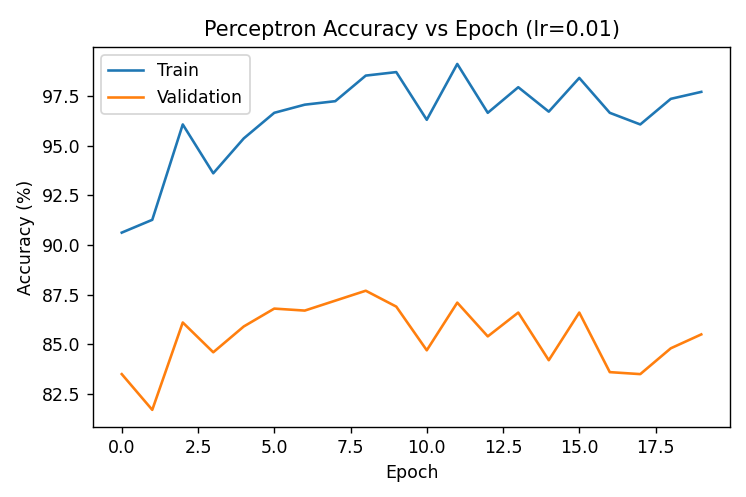 Perceptron Accuracy vs Epoch (lr=0.01)
Train
Validation
Accuracy (%)
97.5
95.0
92.5
90.0
87.5
85.0
82.5
0.0 2.5 5.0 7.5 10.0 12.5 15.0 17.5
Epoch